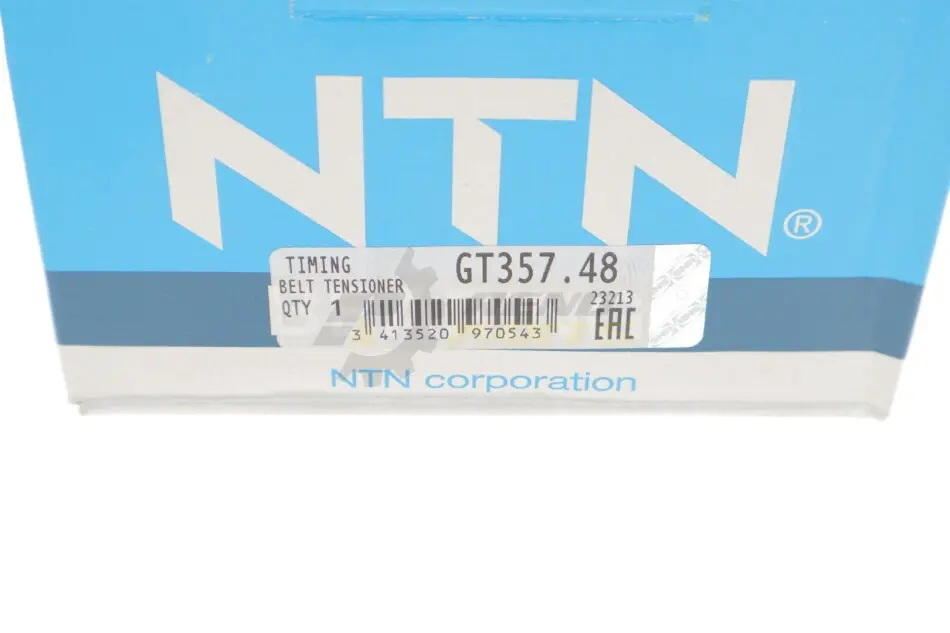 NTN®
TIMING
BELT TENSIONER
GT357.48
QTY 1
23213
3 413520 970543
EAC
NTN corporation